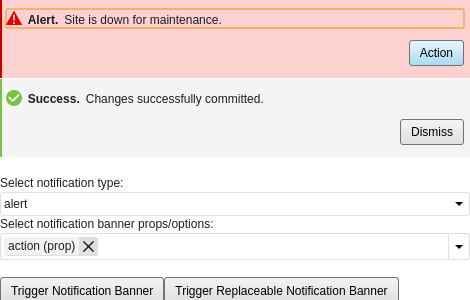 Alert. Site is down for maintenance.
Action
Success. Changes successfully committed.
Dismiss
Select notification type:
alert
Select notification banner props/options:
action (prop)
Trigger Notification Banner Trigger Replaceable Notification Banner